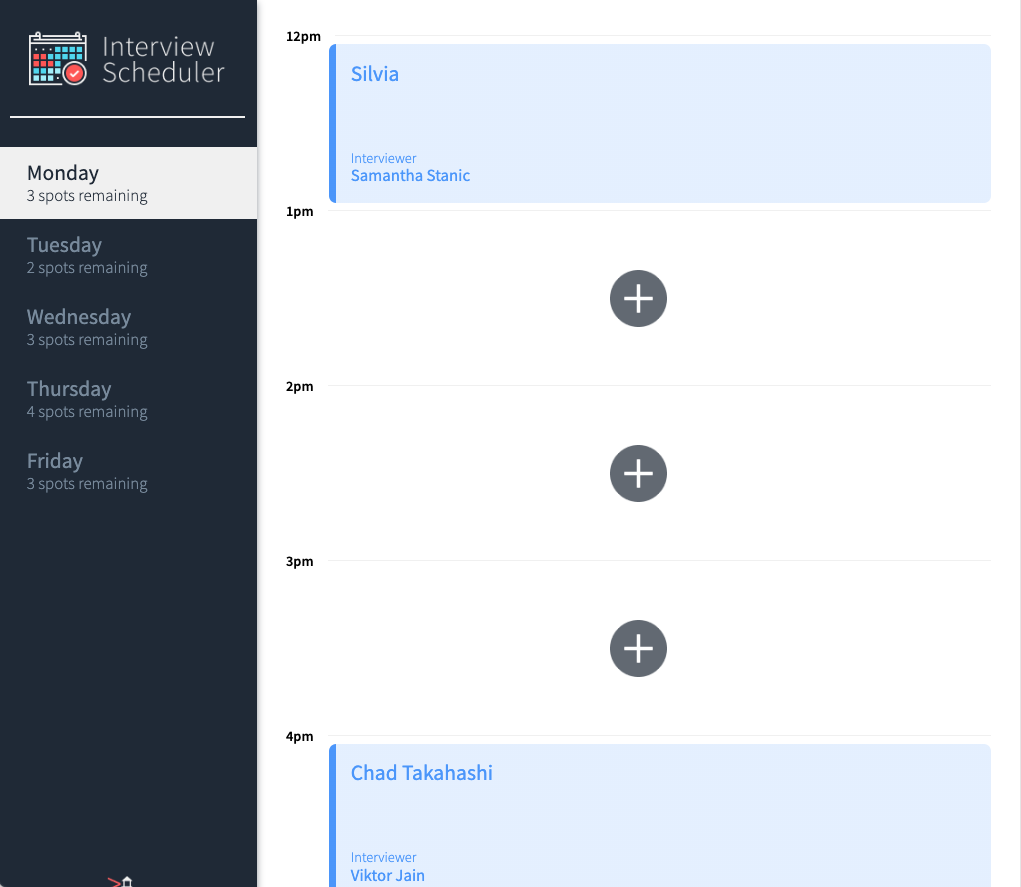 Interview
Scheduler
Monday
3 spots remaining
Tuesday
2 spots remaining
Wednesday
3 spots remaining
Thursday
4 spots remaining
Friday
3 spots remaining
12pm
Silvia
Interviewer
Samantha Stanic
1pm
2pm
3pm
4pm
Chad Takahashi
Interviewer
Viktor Jain